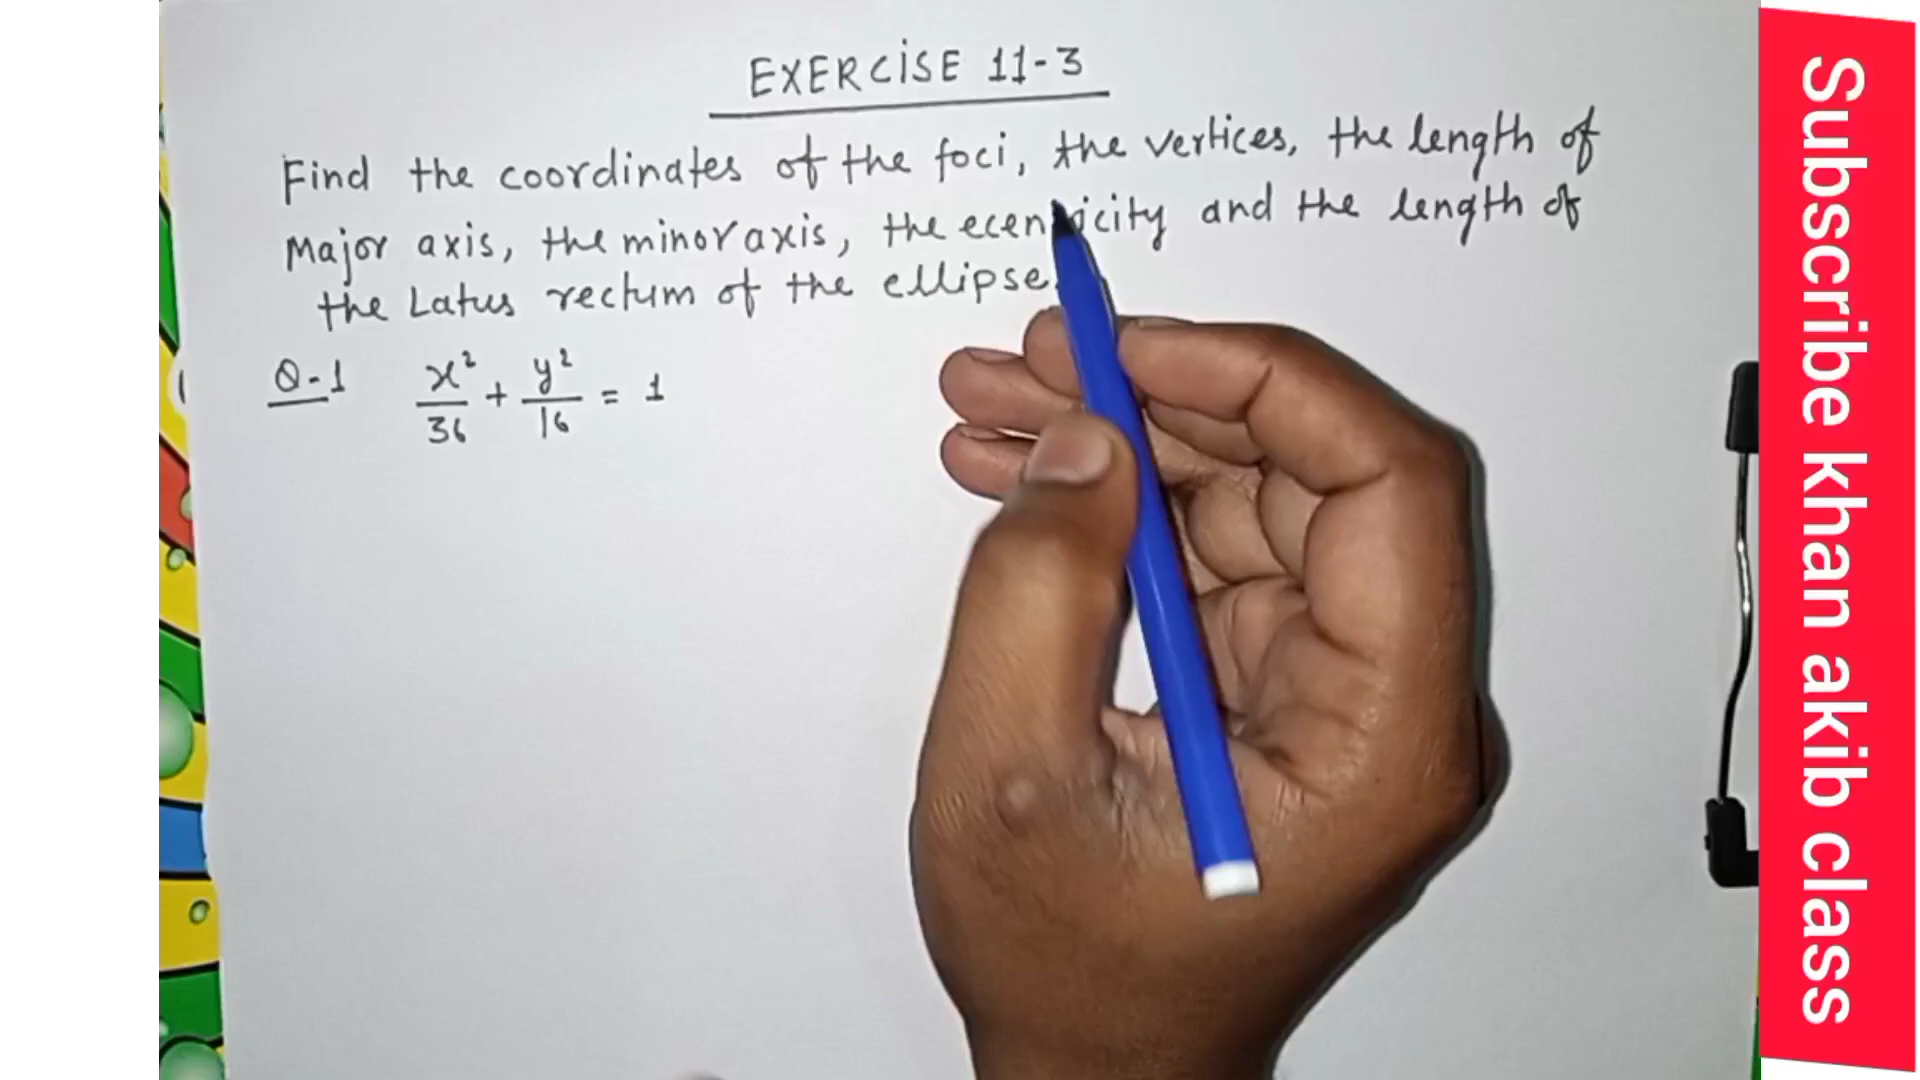 EXERCISE 11-3
Find the coordinates of the foci, the vertices, the length of
Major axis, the minor axis, the and the length of
the Latus rectum of the ellipse.
Q-1 x²/36 + y²/16 = 1
Subscribe khan akib class